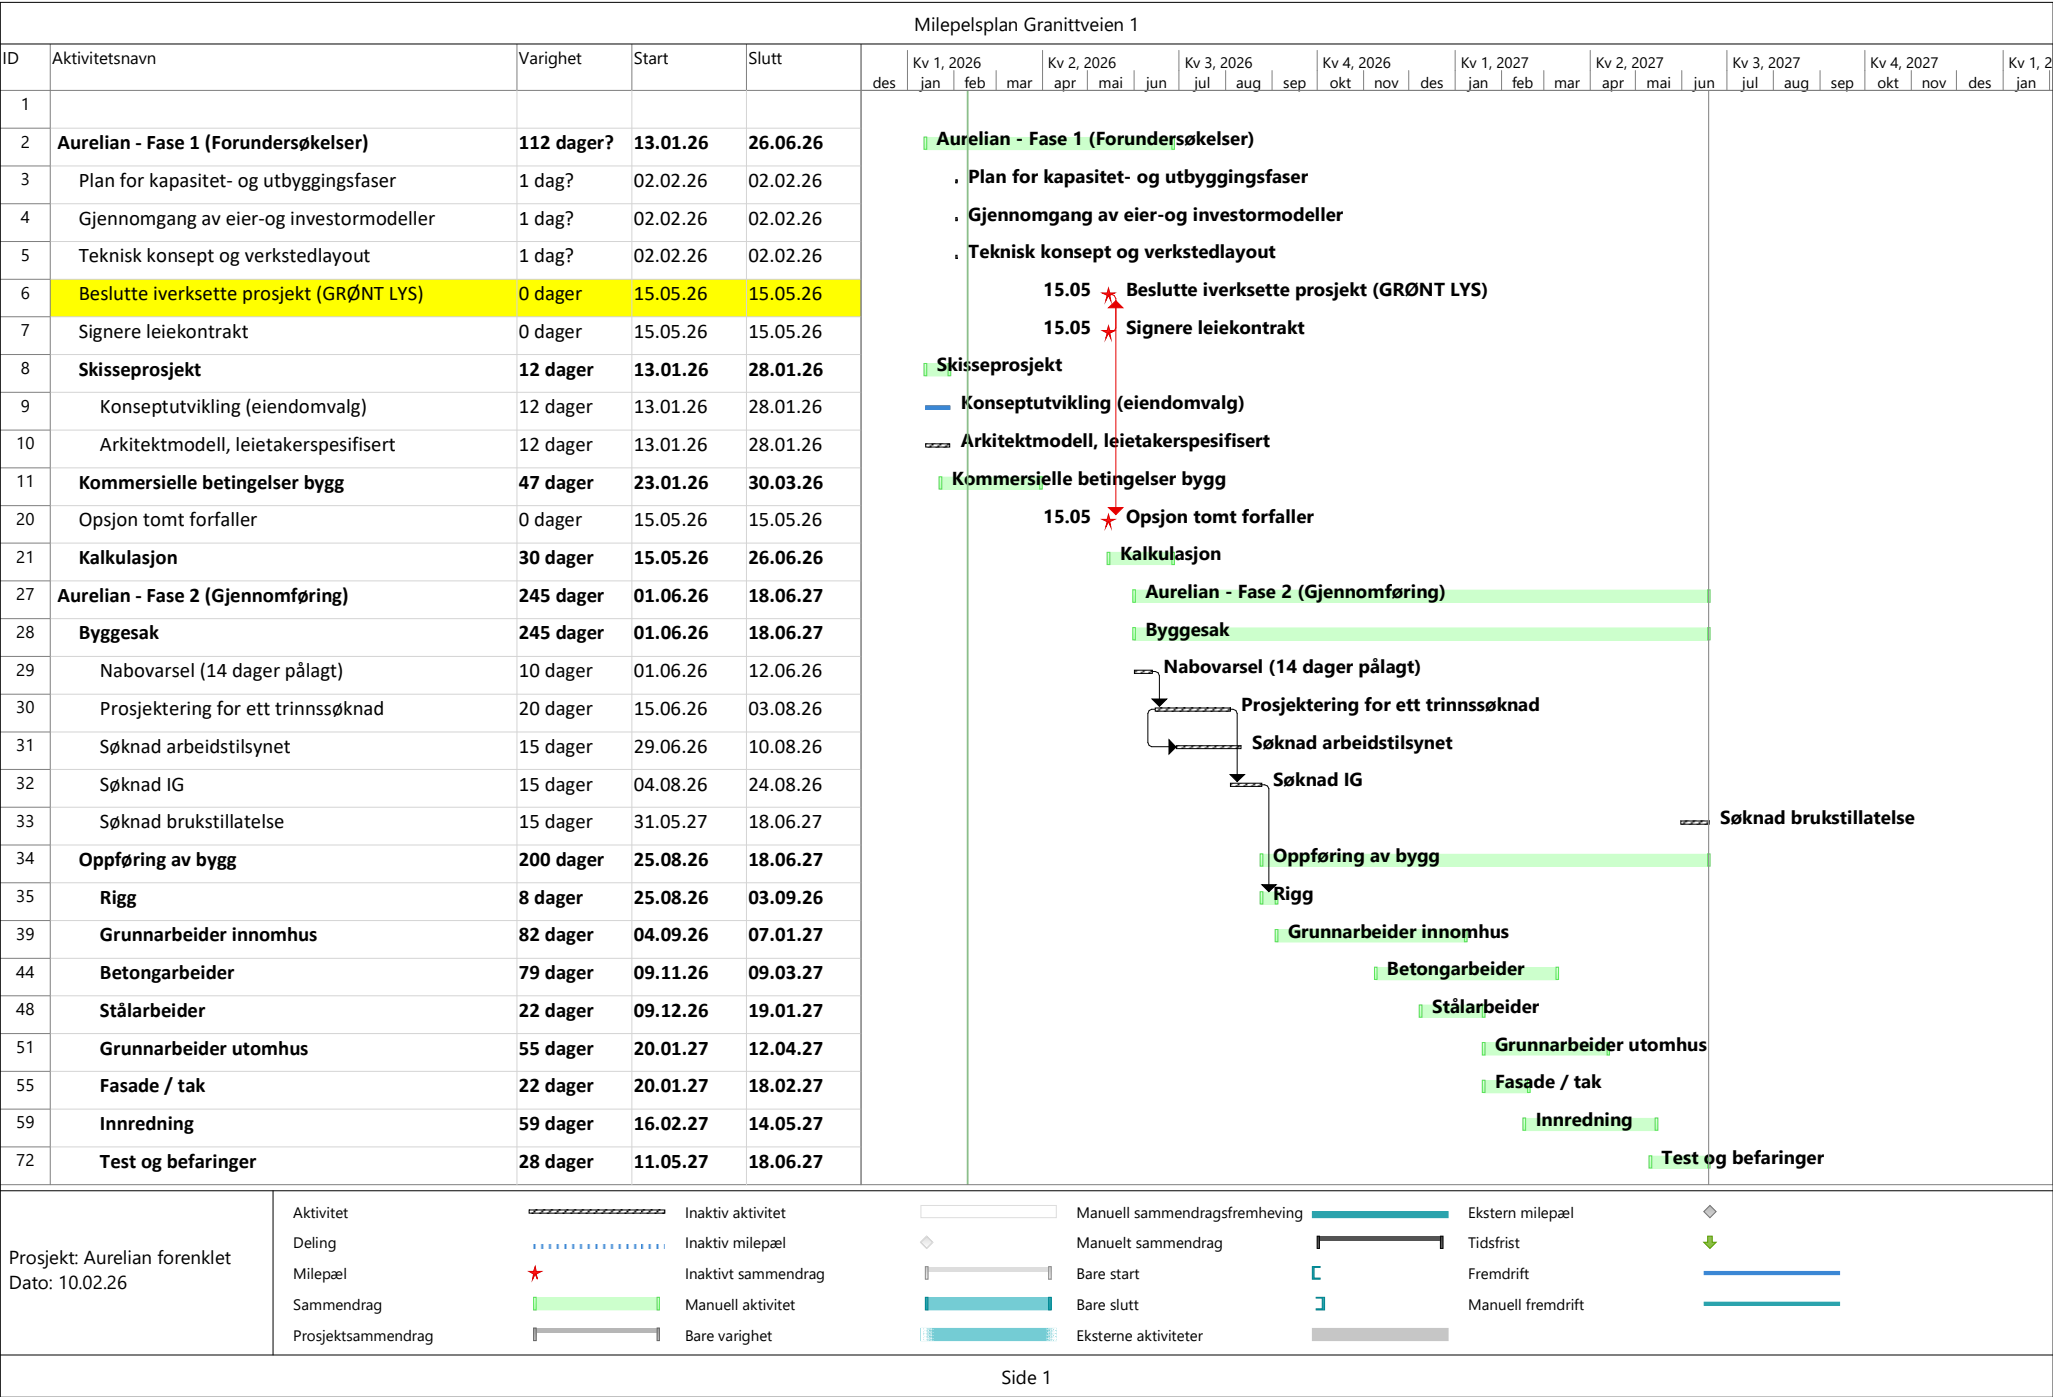 Milepelsplan Granittveien 1
ID Aktivitetsnavn Varighet Start Slutt
Kv 1, 2026 Kv 2, 2026 Kv 3, 2026 Kv 4, 2026 Kv 1, 2027 Kv 2, 2027 Kv 3, 2027 Kv 4, 2027 Kv 1, 2
des jan feb mar apr mai jun jul aug sep okt nov des jan feb mar apr mai jun jul aug sep okt nov des jan
1
2 Aurelian - Fase 1 (Forundersøkelser) 112 dager? 13.01.26 26.06.26 Aurelian - Fase 1 (Forundersøkelser)
3 Plan for kapasitet- og utbyggingsfaser 1 dag? 02.02.26 02.02.26 Plan for kapasitet- og utbyggingsfaser
4 Gjennomgang av eier-og investormodeller 1 dag? 02.02.26 02.02.26 Gjennomgang av eier-og investormodeller
5 Teknisk konsept og verkstedlayout 1 dag? 02.02.26 02.02.26 Teknisk konsept og verkstedlayout
6 Beslutte iverksette prosjekt (GRØNT LYS) 0 dager 15.05.26 15.05.26 15.05 Beslutte iverksette prosjekt (GRØNT LYS)
7 Signere leiekontrakt 0 dager 15.05.26 15.05.26 15.05 Signere leiekontrakt
8 Skisseprosjekt 12 dager 13.01.26 28.01.26 Skisseprosjekt
9 Konseptutvikling (eiendomvalg) 12 dager 13.01.26 28.01.26 Konseptutvikling (eiendomvalg)
10 Arkitektmodell, leietakerspesifisert 12 dager 13.01.26 28.01.26 Arkitektmodell, leietakerspesifisert
11 Kommersielle betingelser bygg 47 dager 23.01.26 30.03.26 Kommersielle betingelser bygg
20 Opsjon tomt forfaller 0 dager 15.05.26 15.05.26 15.05 Opsjon tomt forfaller
21 Kalkulasjon 30 dager 15.05.26 26.06.26 Kalkulasjon
27 Aurelian - Fase 2 (Gjennomføring) 245 dager 01.06.26 18.06.27 Aurelian - Fase 2 (Gjennomføring)
28 Byggesak 245 dager 01.06.26 18.06.27 Byggesak
29 Nabovarsel (14 dager pålagt) 10 dager 01.06.26 12.06.26 Nabovarsel (14 dager pålagt)
30 Prosjektering for ett trinnssøknad 20 dager 15.06.26 03.08.26 Prosjektering for ett trinnssøknad
31 Søknad arbeidstilsynet 15 dager 29.06.26 10.08.26 Søknad arbeidstilsynet
32 Søknad IG 15 dager 04.08.26 24.08.26 Søknad IG
33 Søknad brukstillatelse 15 dager 31.05.27 18.06.27 Søknad brukstillatelse
34 Oppføring av bygg 200 dager 25.08.26 18.06.27 Oppføring av bygg
35 Rigg 8 dager 25.08.26 03.09.26 Rigg
39 Grunnarbeider innomhus 82 dager 04.09.26 07.01.27 Grunnarbeider innomhus
44 Betongarbeider 79 dager 09.11.26 09.03.27 Betongarbeider
48 Stålarbeider 22 dager 09.12.26 19.01.27 Stålarbeider
51 Grunnarbeider utomhus 55 dager 20.01.27 12.04.27 Grunnarbeider utomhus
55 Fasade / tak 22 dager 20.01.27 18.02.27 Fasade / tak
59 Innredning 59 dager 16.02.27 14.05.27 Innredning
72 Test og befaringer 28 dager 11.05.27 18.06.27 Test og befaringer
Prosjekt: Aurelian forenklet
Dato: 10.02.26
Aktivitet Inaktiv aktivitet Manuell sammendragsfremheving Ekstern milepæl
Deling Inaktiv milepæl Manuelt sammendrag Tidsfrist
Milepæl Inaktivt sammendrag Bare start Fremdrift
Sammendrag Manuell aktivitet Bare slutt Manuell fremdrift
Prosjektsammendrag Bare varighet Eksterne aktiviteter
Side 1